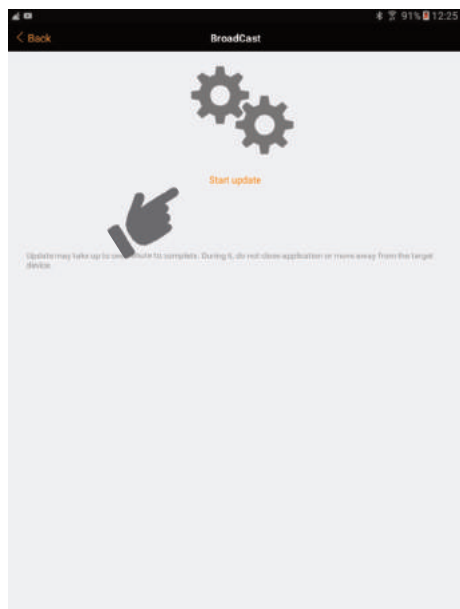 91% 12:25
< Back
BroadCast
Start update
Update may take up to one minute to complete. During it, do not close application or move away from the target
device.